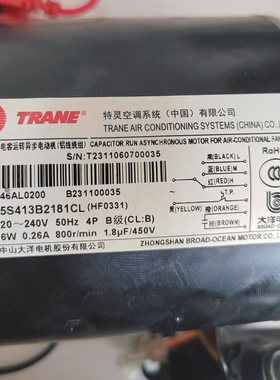 TRANE
特灵空调系统（中国）有限公司
TRANE AIR CONDITIONING SYSTEMS (CHINA) CO.,
电容运转异步电动机(铝线绕组) CAPACITOR RUN ASYNCHRONOUS MOTOR FOR AIR-CONDITIONAL FAN
S/N:T2311060700035
46AL0200 B231100035
5S413B2181CL (HF0331)
20～240V 50Hz 4P B级(CL:B)
6W 0.26A 800r/min 1.8μF/450V
黑(BLACK)L
蓝(BLUE)M
红(RED)H
T.P.
黄(ORANGE)
棕(BROWN)
中山大洋电机股份有限公司 ZHONGSHAN BROAD-OCEAN MOTOR CO.,
大洋电机